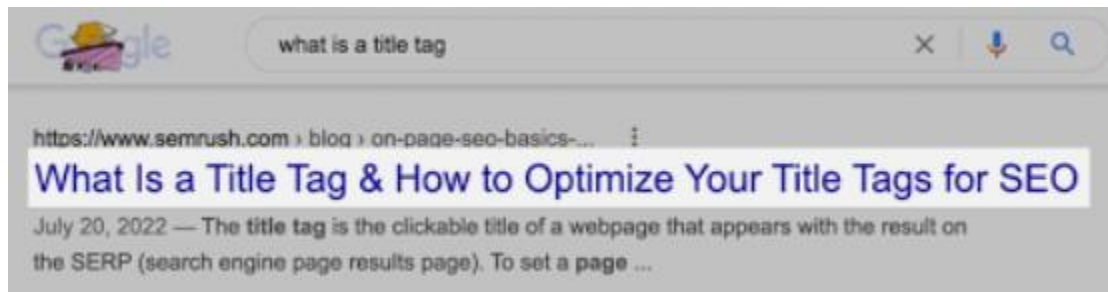 Google
what is a title tag
https://www.semrush.com › blog › on-page-seo-basics-...
What Is a Title Tag & How to Optimize Your Title Tags for SEO
July 20, 2022 — The title tag is the clickable title of a webpage that appears with the result on
the SERP (search engine page results page). To set a page ...